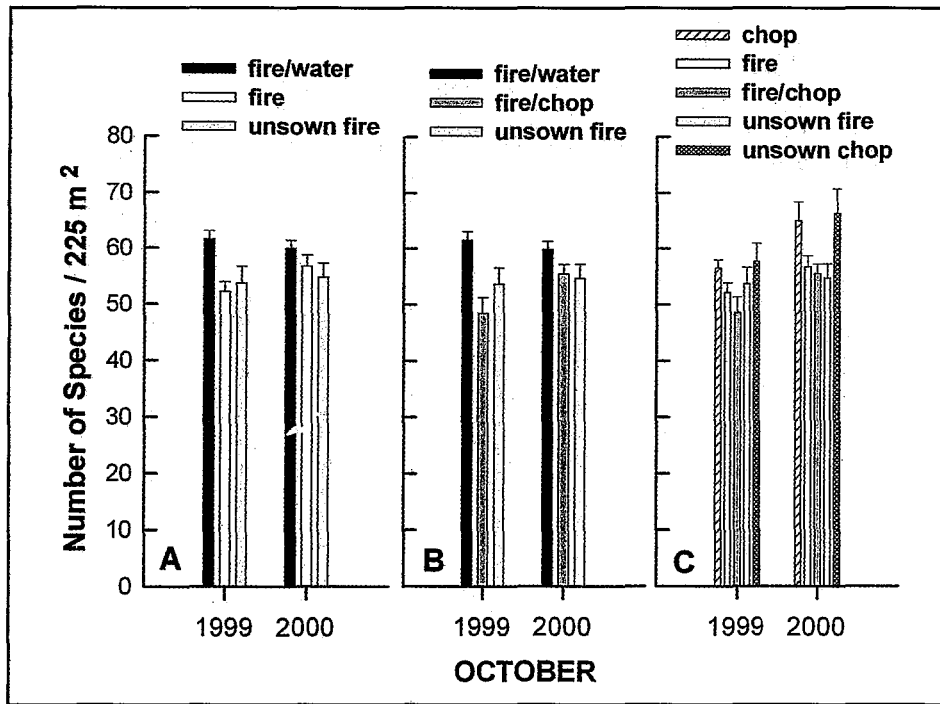 fire/water
fire
unsown fire
fire/water
fire/chop
unsown fire
chop
fire
fire/chop
unsown fire
unsown chop
Number of Species / 225 m²
80
70
60
50
40
30
20
10
0
A
B
C
1999 2000
1999 2000
1999 2000
OCTOBER